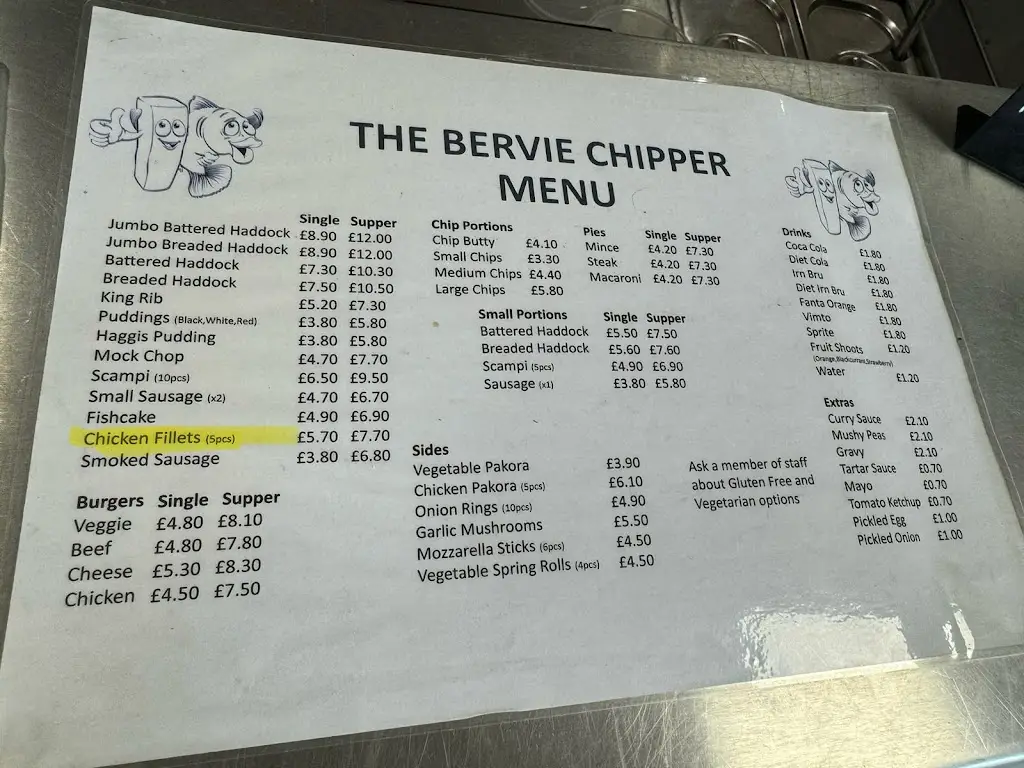 THE BERVIE CHIPPER
MENU
Single Supper
Jumbo Battered Haddock £8.90 £12.00
Jumbo Breaded Haddock £8.90 £12.00
Battered Haddock £7.30 £10.30
Breaded Haddock £7.50 £10.50
King Rib £5.20 £7.30
Puddings (Black,White,Red) £3.80 £5.80
Haggis Pudding £3.80 £5.80
Mock Chop £4.70 £7.70
Scampi (10pcs) £6.50 £9.50
Small Sausage (x2) £4.70 £6.70
Fishcake £4.90 £6.90
Chicken Fillets (5pcs) £5.70 £7.70
Smoked Sausage £3.80 £6.80
Burgers Single Supper
Veggie £4.80 £8.10
Beef £4.80 £7.80
Cheese £5.30 £8.30
Chicken £4.50 £7.50
Chip Portions
Chip Butty £4.10
Small Chips £3.30
Medium Chips £4.40
Large Chips £5.80
Pies Single Supper
Mince £4.20 £7.30
Steak £4.20 £7.30
Macaroni £4.20 £7.30
Small Portions Single Supper
Battered Haddock £5.50 £7.50
Breaded Haddock £5.60 £7.60
Scampi (5pcs) £4.90 £6.90
Sausage (x1) £3.80 £5.80
Sides
Vegetable Pakora £3.90
Chicken Pakora (5pcs) £6.10
Onion Rings (10pcs) £4.90
Garlic Mushrooms £5.50
Mozzarella Sticks (6pcs) £4.50
Vegetable Spring Rolls (4pcs) £4.50
Ask a member of staff
about Gluten Free and
Vegetarian options
Drinks
Coca Cola £1.80
Diet Cola £1.80
Irn Bru £1.80
Diet Irn Bru £1.80
Fanta Orange £1.80
Vimto £1.80
Sprite £1.80
Fruit Shoots £1.20
(Orange,Blackcurrant,Strawberry)
Water £1.20
Extras
Curry Sauce £2.10
Mushy Peas £2.10
Gravy £2.10
Tartar Sauce £0.70
Mayo £0.70
Tomato Ketchup £0.70
Pickled Egg £1.00
Pickled Onion £1.00